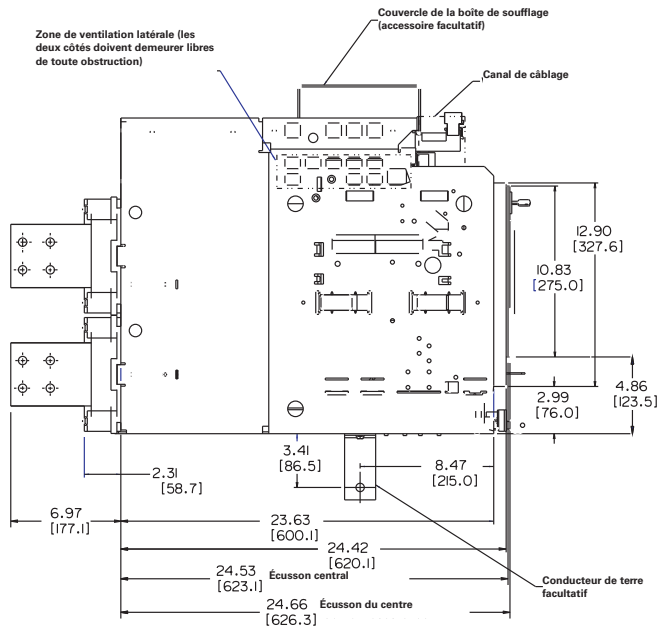 Couvercle de la boîte de soufflage
(accessoire facultatif)
Zone de ventilation latérale (les
deux côtés doivent demeurer libres
de toute obstruction)
Canal de câblage
12.90
[327.6]
10.83
[275.0]
4.86
[123.5]
2.99
[76.0]
3.41
[86.5]
8.47
[215.0]
2.31
[58.7]
6.97
[177.1]
23.63
[600.1]
24.42
[620.1]
24.53
[623.1]
Écusson central
24.66
[626.3]
Écusson du centre
Conducteur de terre
facultatif